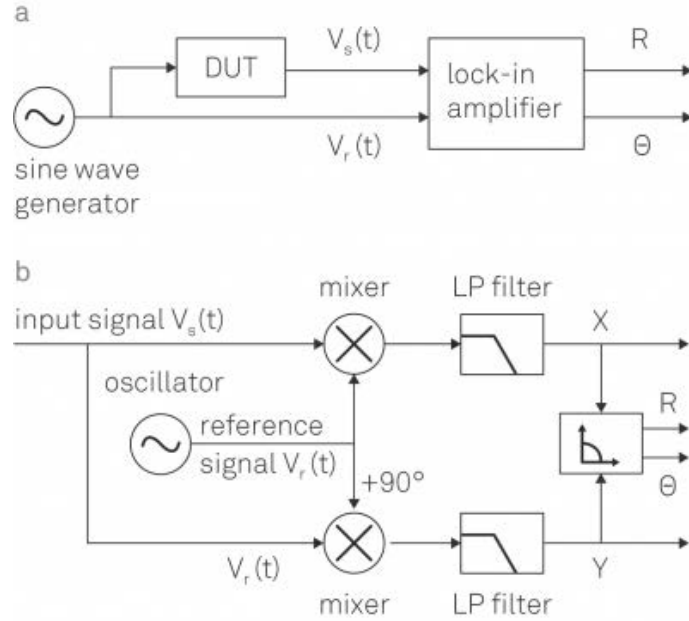 a
V_s(t)
R
DUT
lock-in
amplifier
V_r(t)
Θ
sine wave
generator
b
mixer
LP filter
input signal V_s(t)
X
oscillator
R
reference
signal V_r(t)
Θ
+90°
V_r(t)
Y
mixer
LP filter